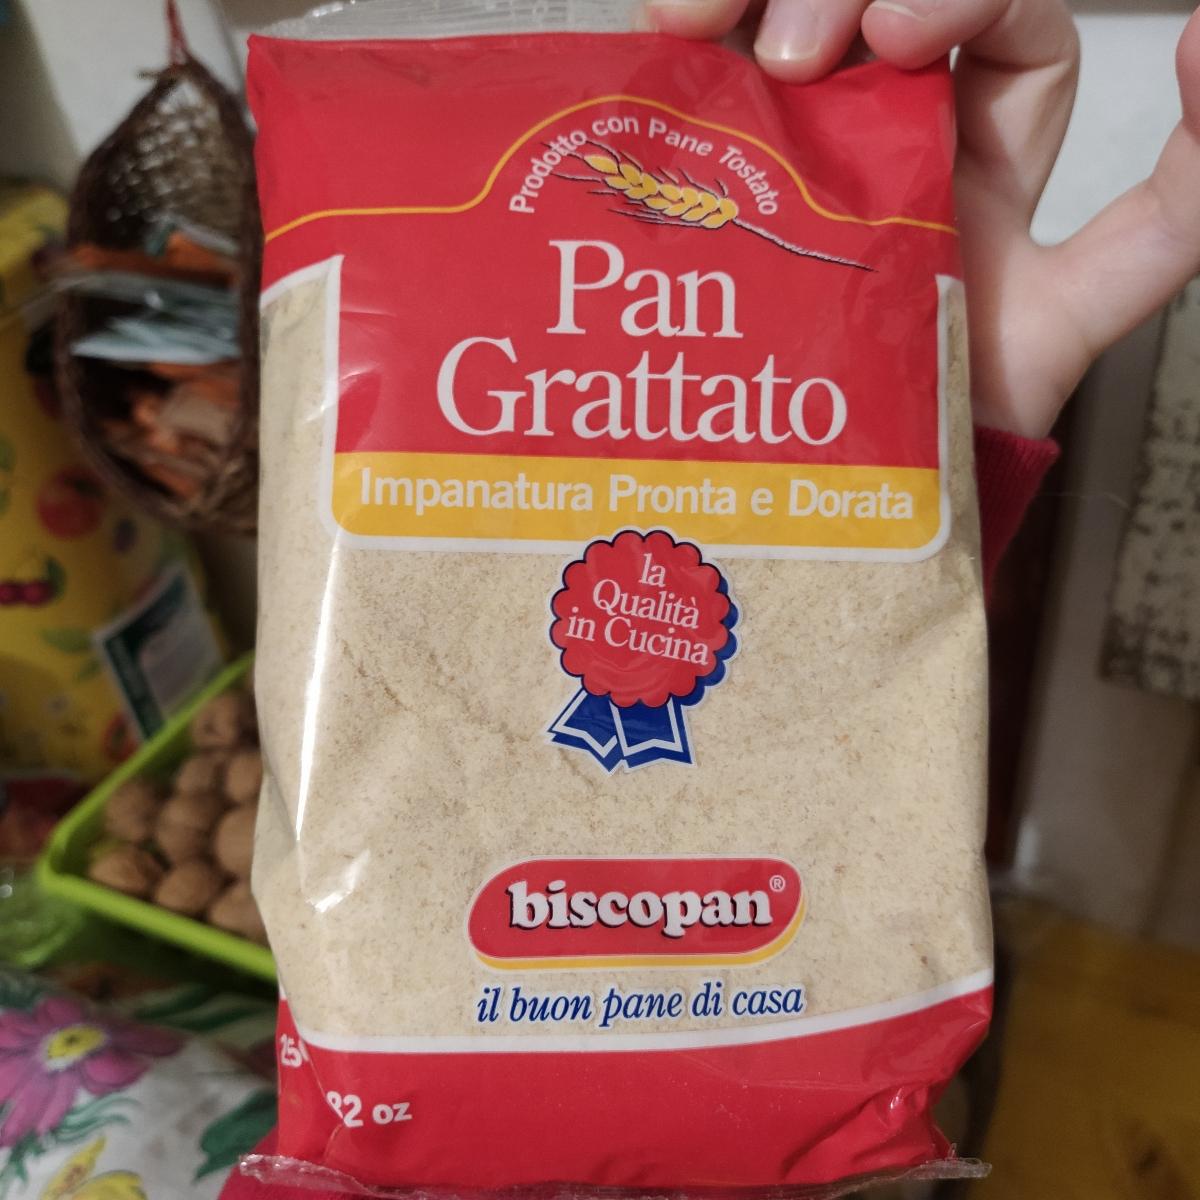 Prodotto con Pane Tostato
Pan
Grattato
Impanatura Pronta e Dorata
la
Qualità
in Cucina
biscopan®
il buon pane di casa
oz